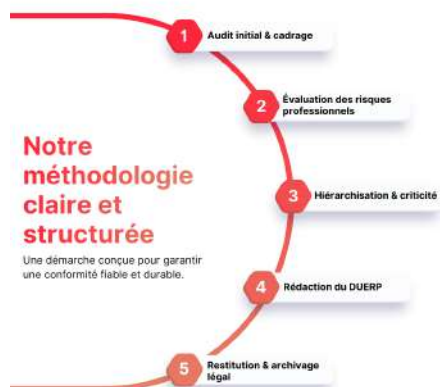 1
Audit initial & cadrage
2
Évaluation des risques
professionnels
Notre
méthodologie
claire et
structurée
Une démarche conçue pour garantir
une conformité fiable et durable.
3
Hiérarchisation & criticité
4
Rédaction du DUERP
5
Restitution & archivage
légal